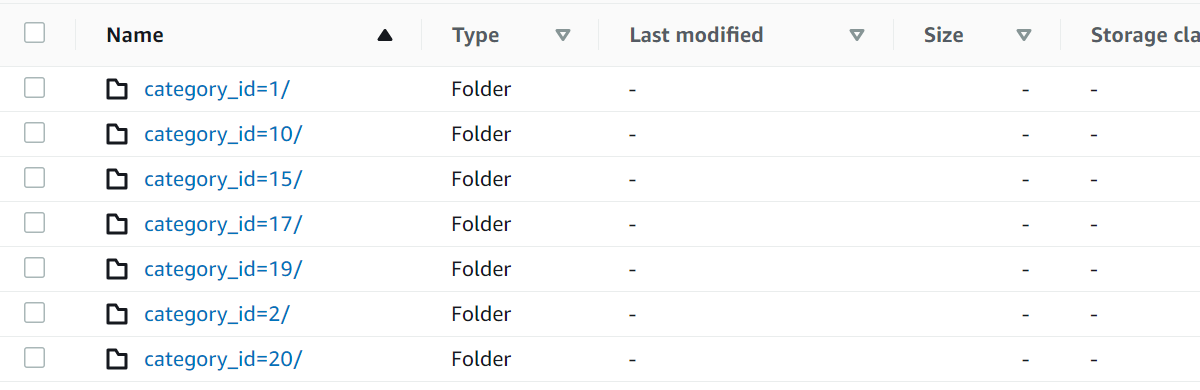 Name Type Last modified Size Storage cla
category_id=1/ Folder - - -
category_id=10/ Folder - - -
category_id=15/ Folder - - -
category_id=17/ Folder - - -
category_id=19/ Folder - - -
category_id=2/ Folder - - -
category_id=20/ Folder - - -